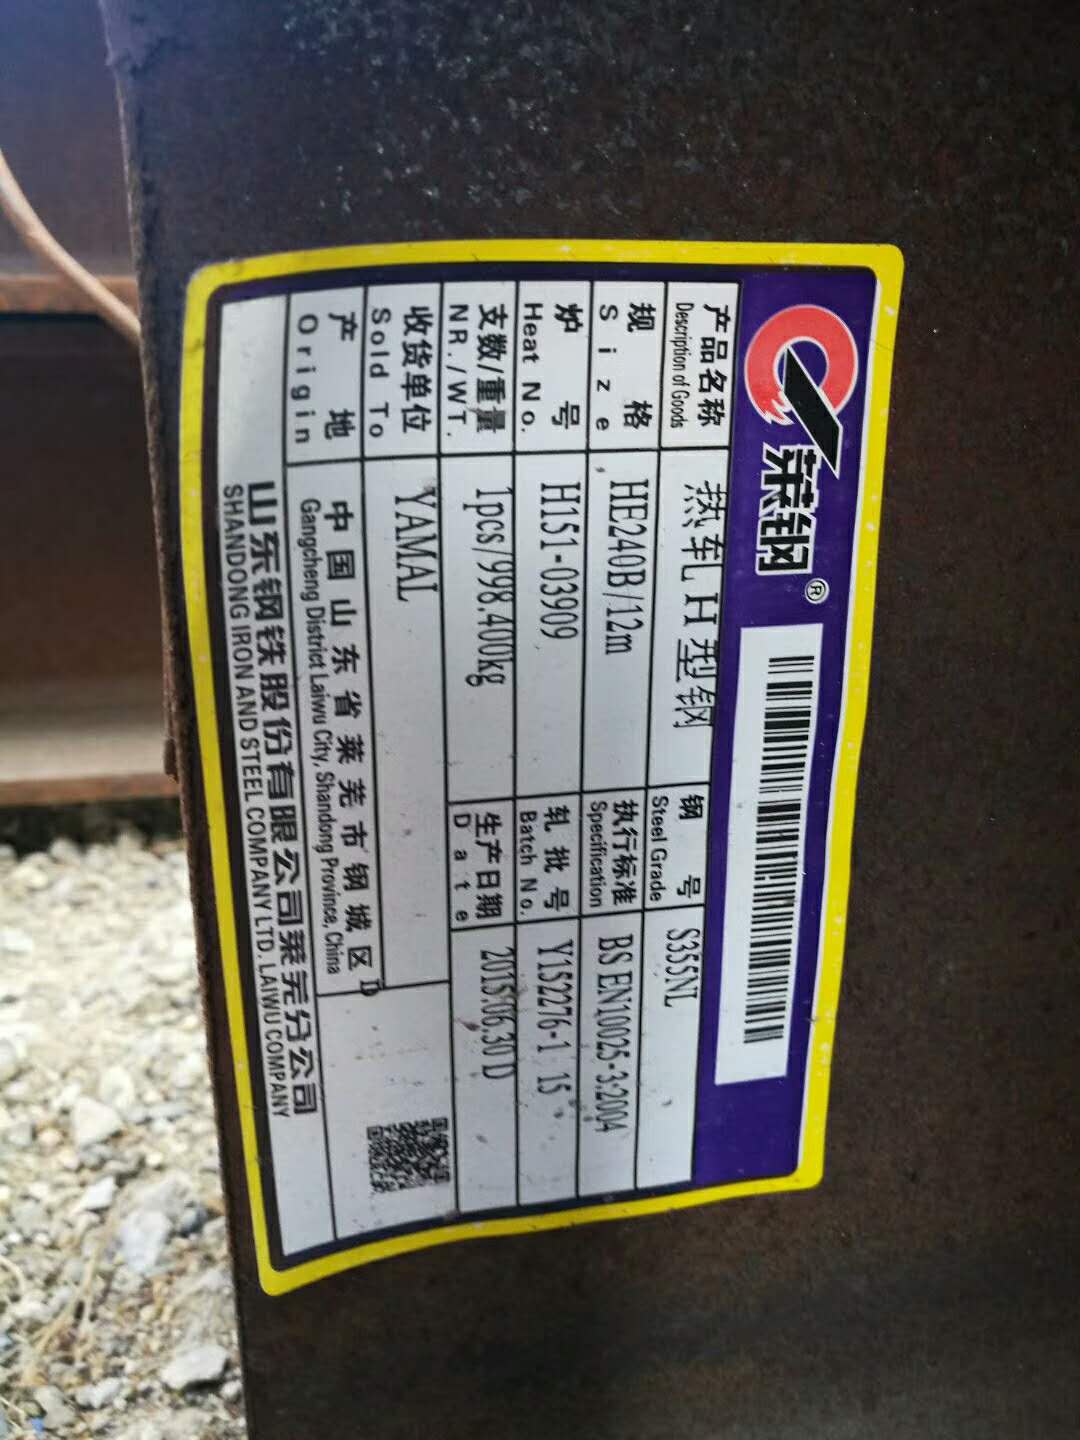 莱钢®
产品名称 热轧H型钢 钢号 S355NL
Description of Goods Steel Grade
规格 HE240B/12m 执行标准 BS EN10025-3:2004
Size Specification
炉号 H151-03909 轧批号 Y152276-1 15
Heat No. Batch No.
支数/重量 1pcs/998.400kg 生产日期 2015.06.30 D
NR./WT. Date
收货单位 YAMAL
Sold To
产地 中国山东省莱芜市钢城区
Origin Gangcheng District Laiwu City, Shandong Province, China
山东钢铁股份有限公司莱芜分公司
SHANDONG IRON AND STEEL COMPANY LTD. LAIWU COMPANY